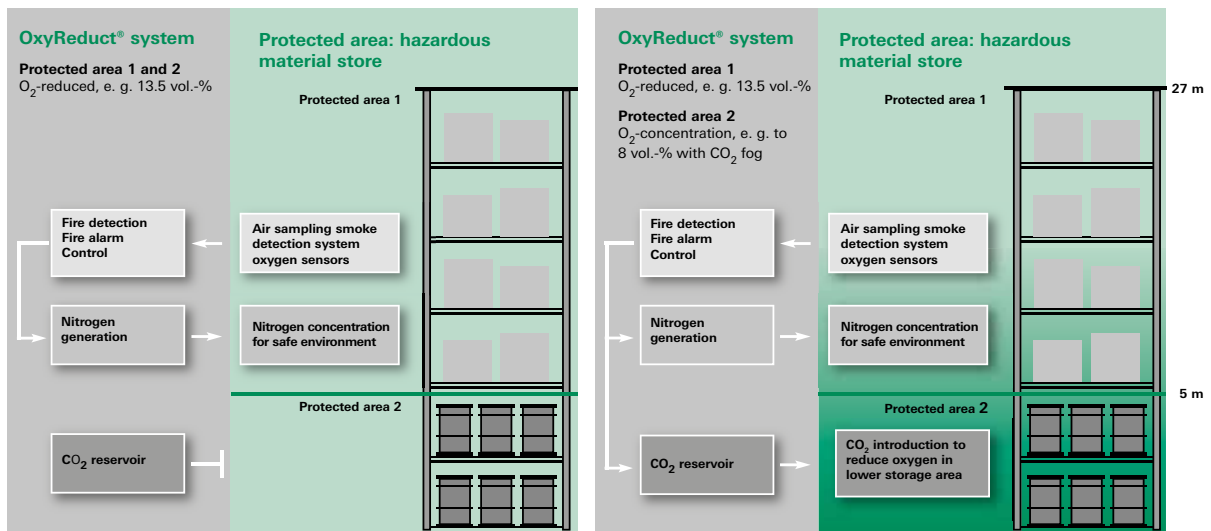 OxyReduct® system
Protected area 1 and 2
O₂-reduced, e. g. 13.5 vol.-%
Protected area: hazardous
material store
Protected area 1
Fire detection
Fire alarm
Control
Air sampling smoke
detection system
oxygen sensors
Nitrogen
generation
Nitrogen concentration
for safe environment
Protected area 2
CO₂ reservoir
OxyReduct® system
Protected area 1
O₂-reduced, e. g. 13.5 vol.-%
Protected area 2
O₂-concentration, e. g. to
8 vol.-% with CO₂ fog
Protected area: hazardous
material store
Protected area 1
27 m
Fire detection
Fire alarm
Control
Air sampling smoke
detection system
oxygen sensors
Nitrogen
generation
Nitrogen concentration
for safe environment
5 m
Protected area 2
CO₂ reservoir
CO₂ introduction to
reduce oxygen in
lower storage area